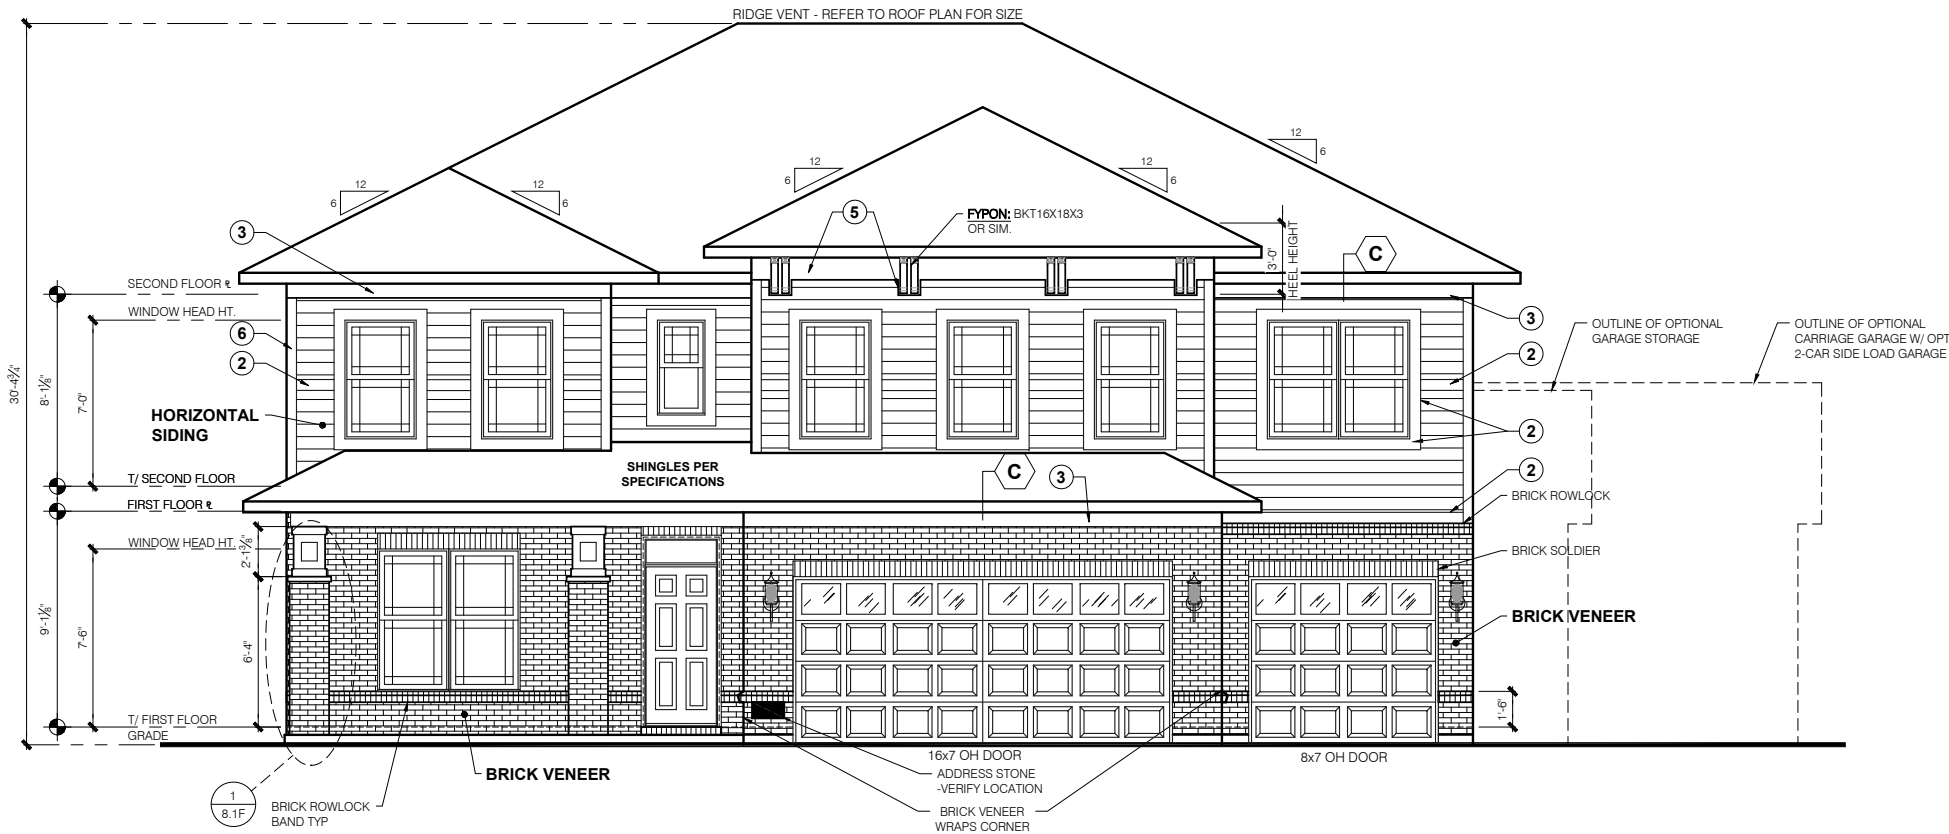 RIDGE VENT - REFER TO ROOF PLAN FOR SIZE
12
6
12
6
12
6
12
6
12
6
3
5
FYPON: BKT16X18X3
OR SIM.
3'-0"
HEEL HEIGHT
C
SECOND FLOOR ℄
WINDOW HEAD HT.
6
2
3
2
OUTLINE OF OPTIONAL
GARAGE STORAGE
OUTLINE OF OPTIONAL
CARRIAGE GARAGE W/ OPT
2-CAR SIDE LOAD GARAGE
30'-4¾"
8'-1⅛"
7'-0"
HORIZONTAL
SIDING
2
2
T/ SECOND FLOOR
FIRST FLOOR ℄
SHINGLES PER
SPECIFICATIONS
C
3
BRICK ROWLOCK
WINDOW HEAD HT.
2'-1⅜"
BRICK SOLDIER
9'-1⅛"
7'-6"
6'-4"
BRICK VENEER
1'-6"
T/ FIRST FLOOR
GRADE
16x7 OH DOOR
8x7 OH DOOR
BRICK VENEER
ADDRESS STONE
-VERIFY LOCATION
1
8.1F
BRICK ROWLOCK
BAND TYP
BRICK VENEER
WRAPS CORNER